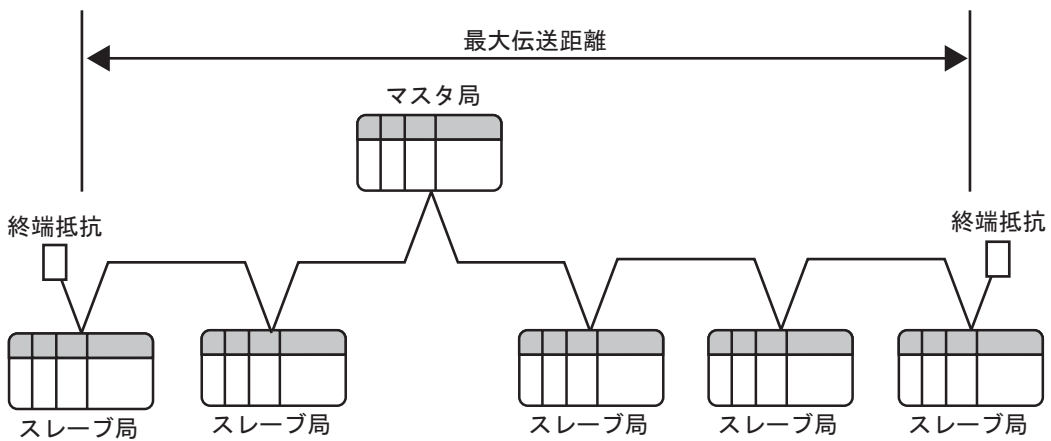 最大伝送距離
マスタ局
終端抵抗
終端抵抗
スレーブ局
スレーブ局
スレーブ局
スレーブ局
スレーブ局